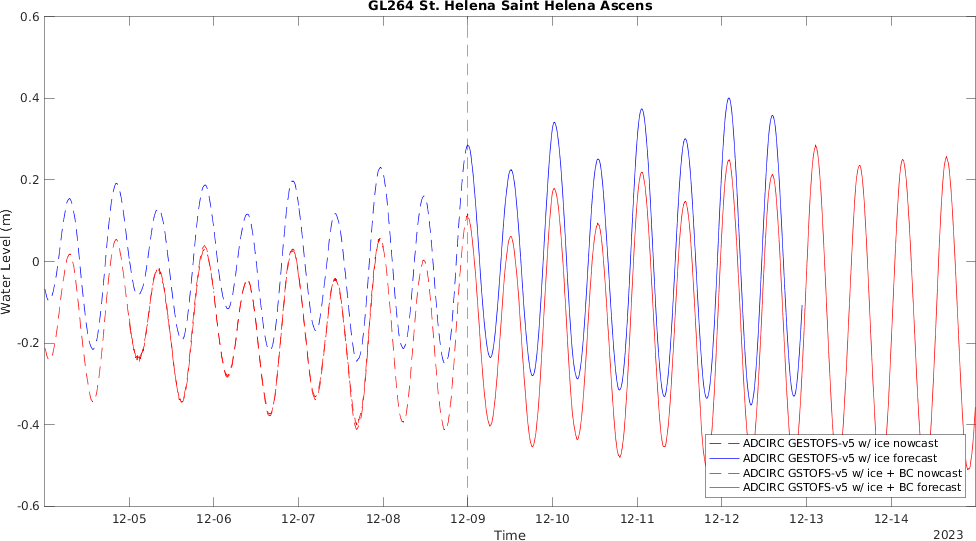 GL264 St. Helena Saint Helena Ascens
0.6
0.4
0.2
0
-0.2
-0.4
-0.6
Water Level (m)
ADCIRC GESTOFS-v5 w/ ice nowcast
ADCIRC GESTOFS-v5 w/ ice forecast
ADCIRC GSTOFS-v5 w/ ice + BC nowcast
ADCIRC GSTOFS-v5 w/ ice + BC forecast
12-05 12-06 12-07 12-08 12-09 12-10 12-11 12-12 12-13 12-14
Time
2023